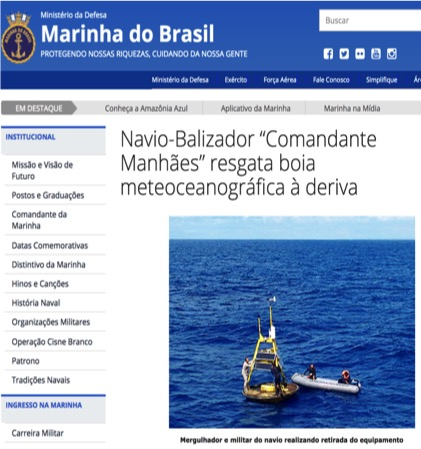 Ministério da Defesa
Marinha do Brasil
PROTEGENDO NOSSAS RIQUEZAS, CUIDANDO DA NOSSA GENTE
Buscar
Ministério da Defesa Exército Força Aérea Fale Conosco Simplifique
EM DESTAQUE Conheça a Amazônia Azul Aplicativo da Marinha Marinha na Mídia
INSTITUCIONAL
Missão e Visão de
Futuro
Postos e Graduações
Comandante da
Marinha
Datas Comemorativas
Distintivo da Marinha
Hinos e Canções
História Naval
Organizações Militares
Operação Cisne Branco
Patrono
Tradições Navais
INGRESSO NA MARINHA
Carreira Militar
Navio-Balizador “Comandante
Manhães” resgata boia
meteoceanográfica à deriva
Mergulhador e militar do navio realizando retirada do equipamento